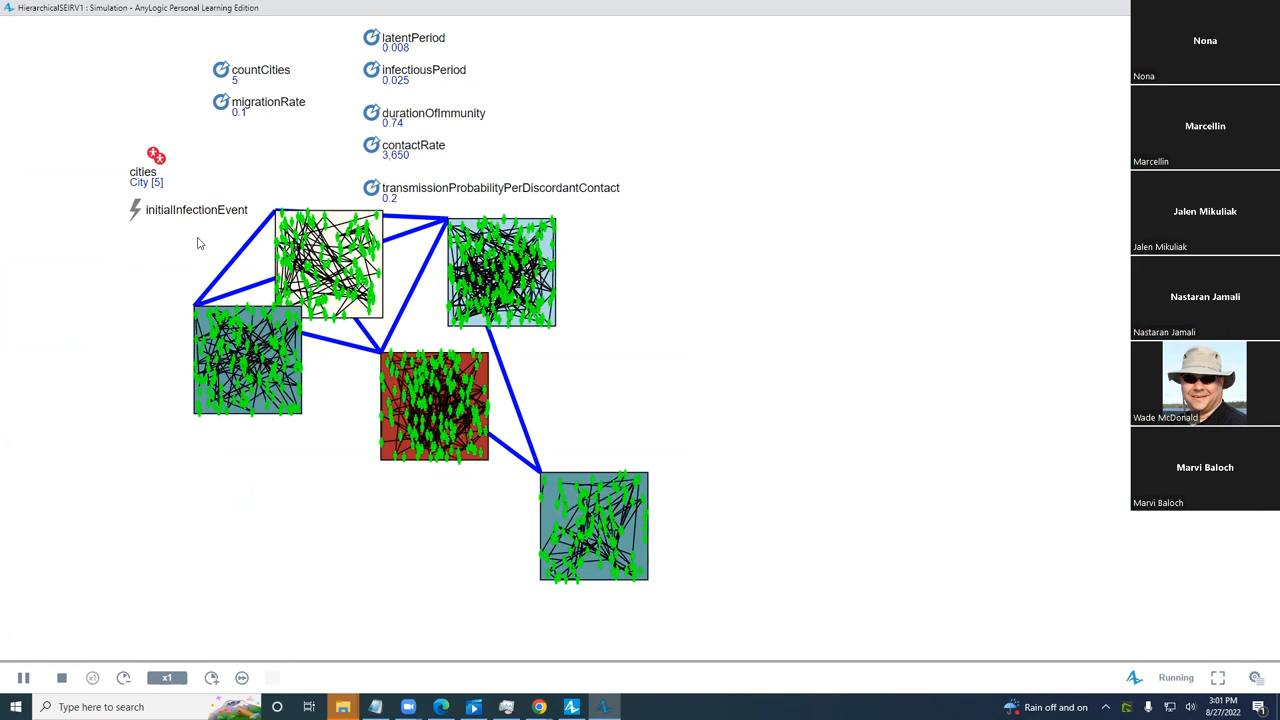 HierarchicalSEIRV1 : Simulation - AnyLogic Personal Learning Edition
latentPeriod
0.008
countCities
5
infectiousPeriod
0.025
migrationRate
0.1
durationOfImmunity
0.74
contactRate
3,650
cities
City [5]
transmissionProbabilityPerDiscordantContact
0.2
initialInfectionEvent
Nona
Nona
Marcellin
Marcellin
Jalen Mikuliak
Jalen Mikuliak
Nastaran Jamali
Nastaran Jamali
Wade McDonald
Marvi Baloch
Marvi Baloch
x1
x1
Running
Type here to search
Rain off and on
3:01 PM
8/27/2022
1